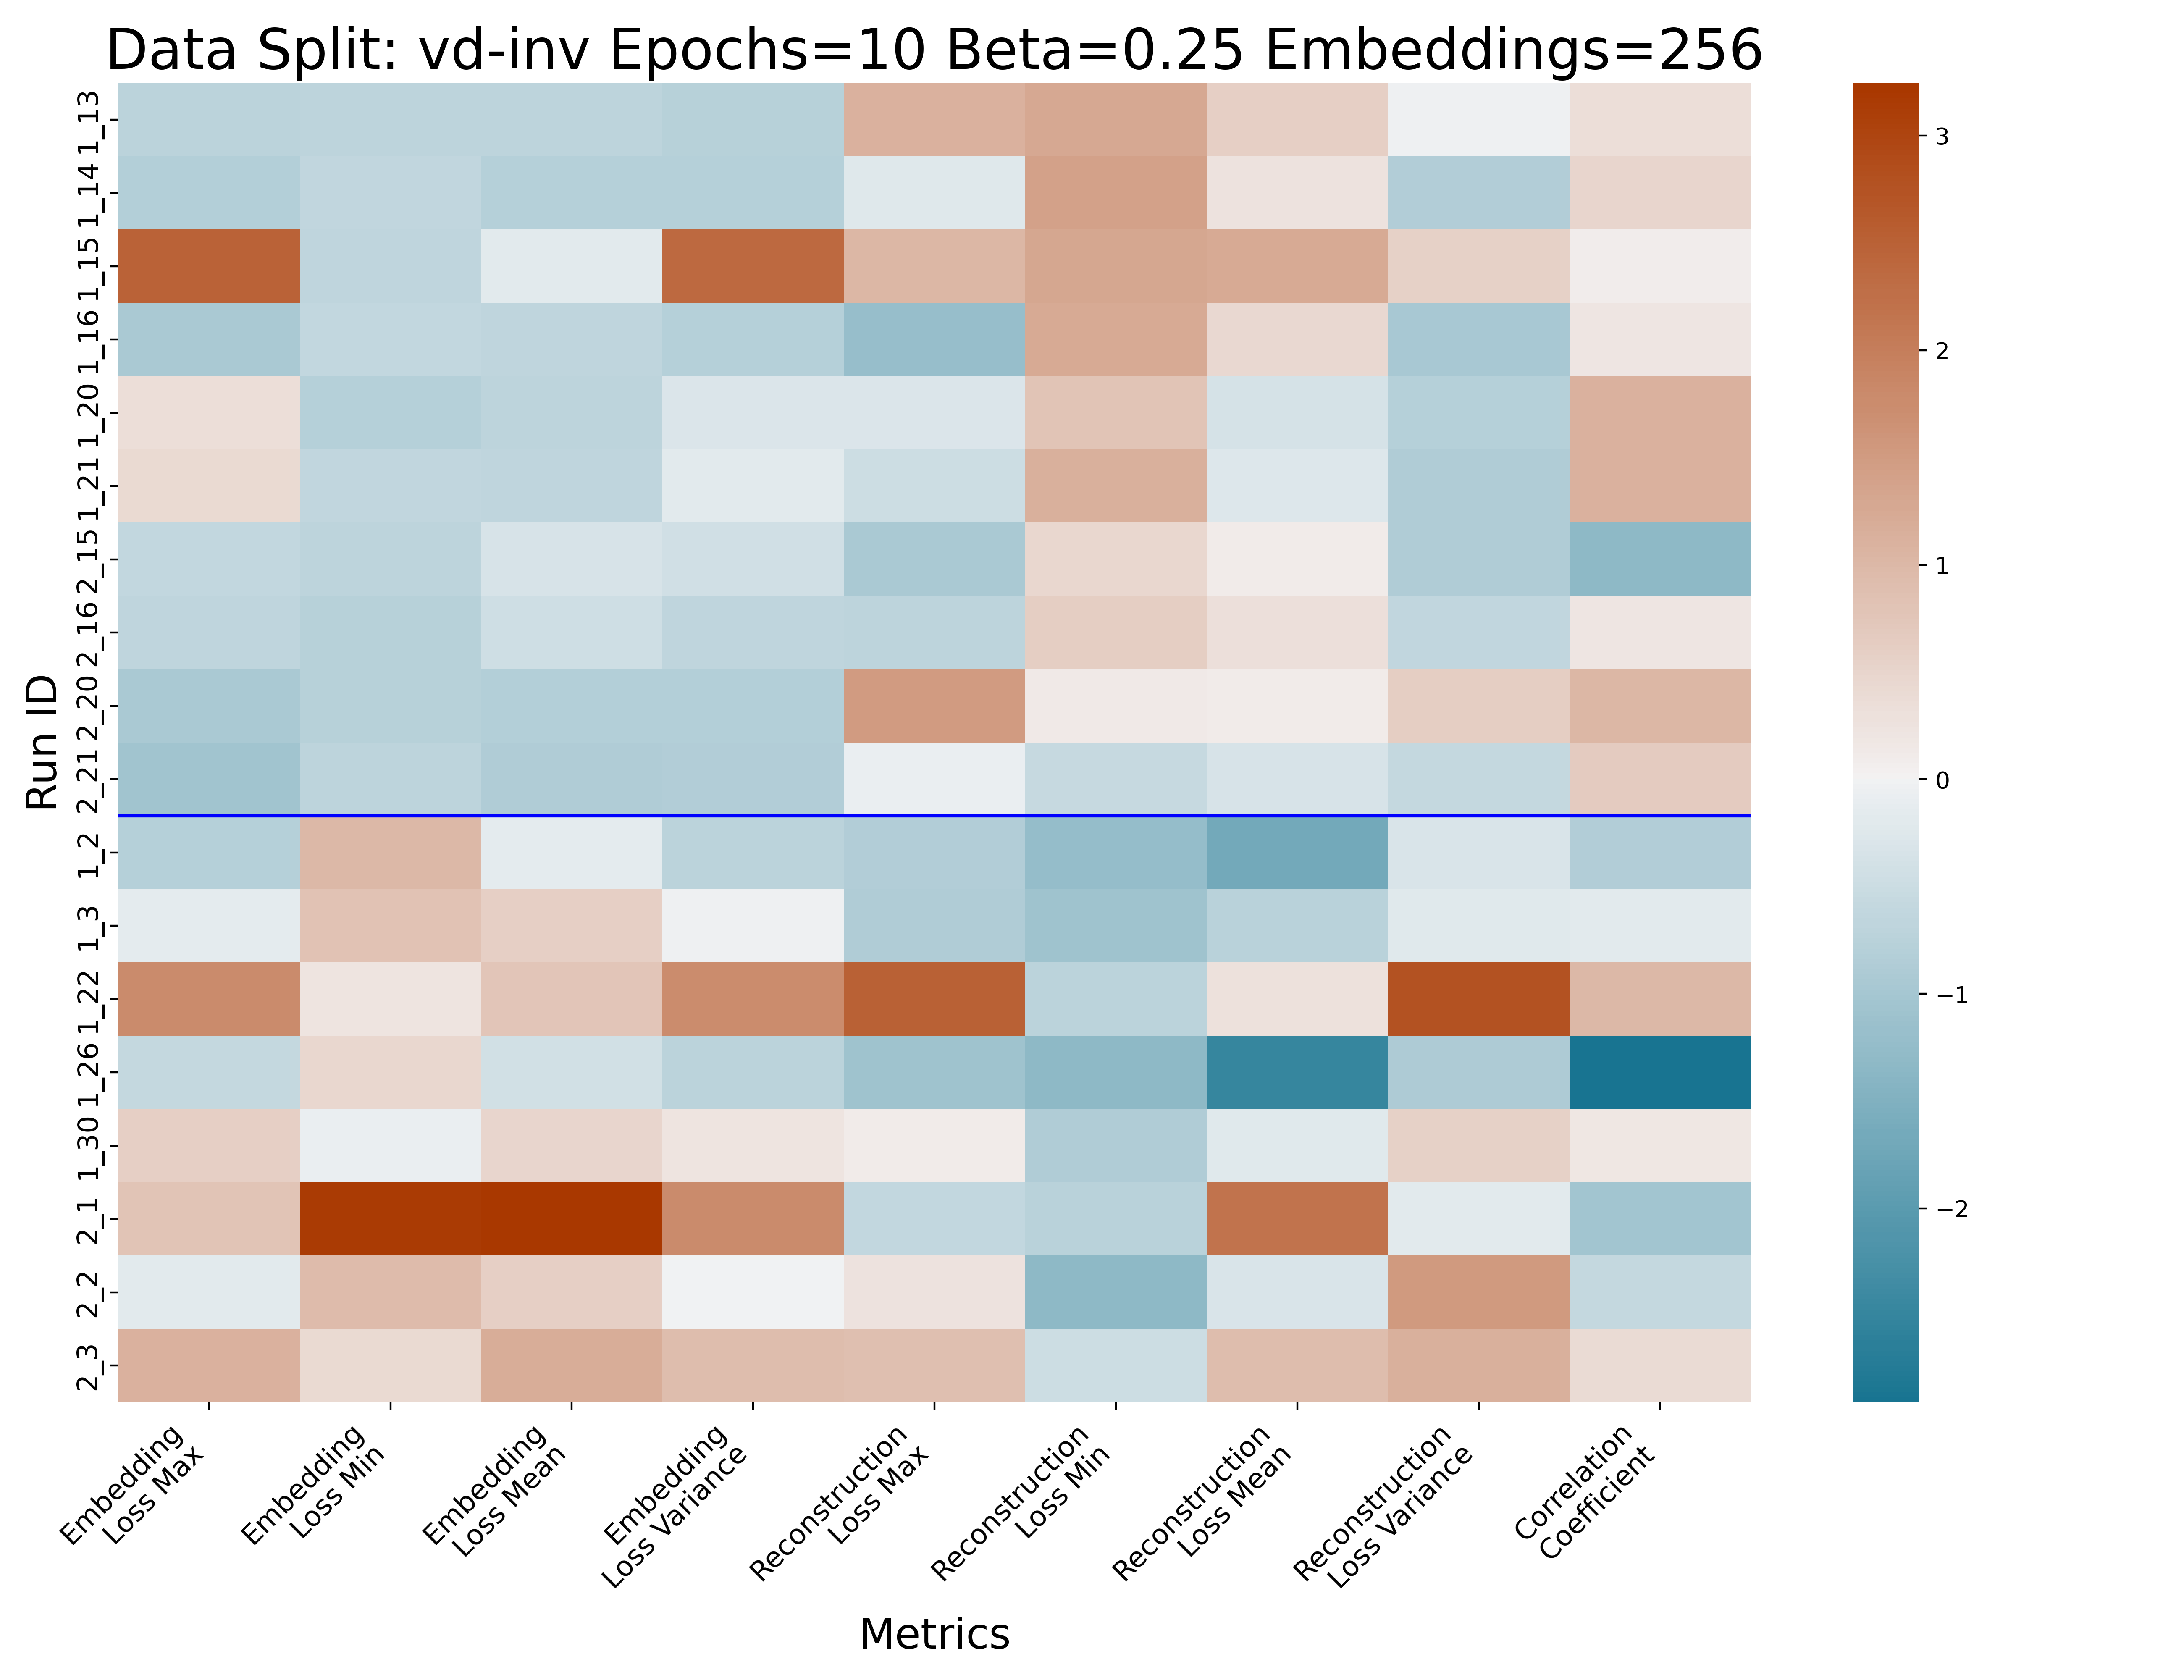 Data Split: vd-inv Epochs=10 Beta=0.25 Embeddings=256
Run ID
1_13
1_14
1_15
1_16
1_20
1_21
2_15
2_16
2_20
2_21
1_2
1_3
1_22
1_26
1_30
2_1
2_2
2_3
Embedding
Loss Max
Embedding
Loss Min
Embedding
Loss Mean
Embedding
Loss Variance
Reconstruction
Loss Max
Reconstruction
Loss Min
Reconstruction
Loss Mean
Reconstruction
Loss Variance
Correlation
Coefficient
Metrics
3
2
1
0
−1
−2